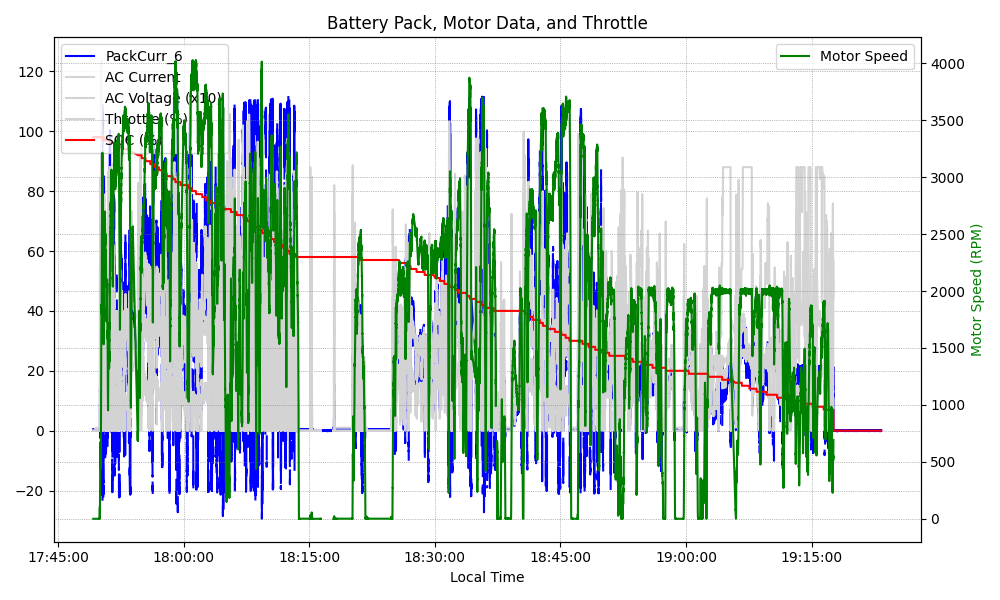 Battery Pack, Motor Data, and Throttle
PackCurr_6
AC Current
AC Voltage (x10)
Throttle (%)
SOC (%)
Motor Speed
120
100
80
60
40
20
0
−20
4000
3500
3000
2500
2000
1500
1000
500
0
Motor Speed (RPM)
17:45:00 18:00:00 18:15:00 18:30:00 18:45:00 19:00:00 19:15:00
Local Time